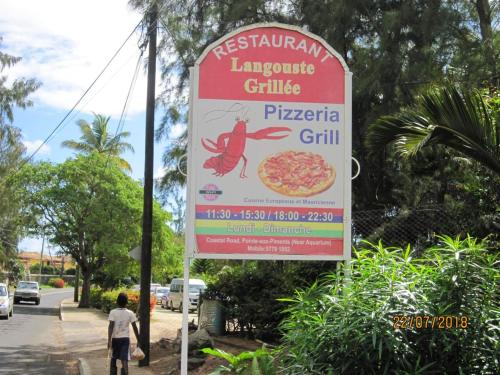 RESTAURANT
Langouste
Grillée
Pizzeria
Grill
Cuisine Européenne et Mauricienne
11:30 - 15:30 / 18:00 - 22:30
Lundi - Dimanche
Coastal Road, Pointe-aux-Piments (Near Aquarium)
22/07/2018